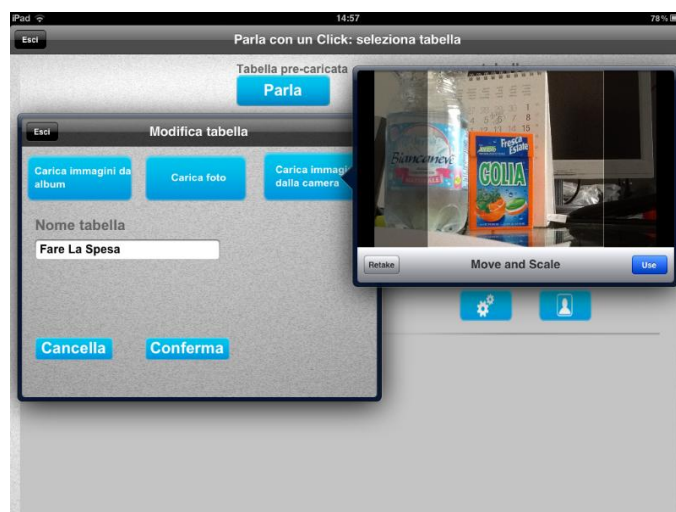 iPad 14:57 78%
Esci Parla con un Click: seleziona tabella
Tabella pre-caricata
Parla
Esci Modifica tabella
Carica immagini da
album
Carica foto
Carica immagi
dalla camera
Nome tabella
Fare La Spesa
Cancella Conferma
Biancaneve
Fresca
Estate
GOLIA
Retake Move and Scale Use